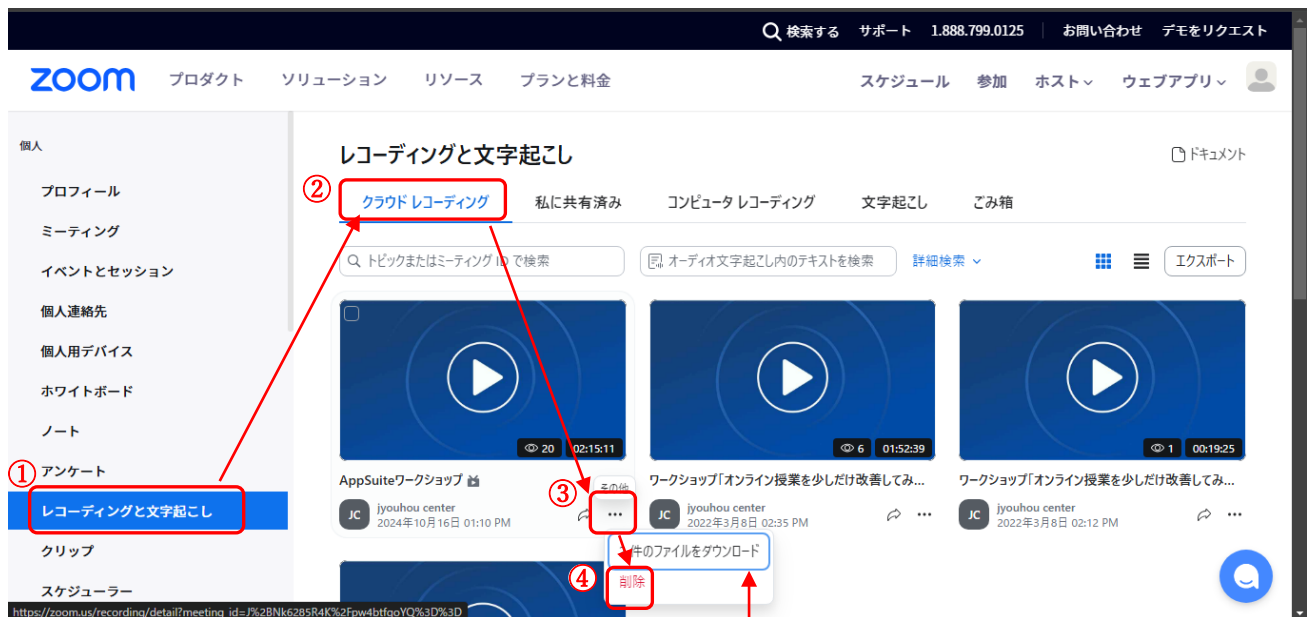 検索する サポート 1.888.799.0125 お問い合わせ デモをリクエスト
zoom プロダクト ソリューション リソース プランと料金 スケジュール 参加 ホスト ウェブアプリ
個人
プロフィール
ミーティング
イベントとセッション
個人連絡先
個人用デバイス
ホワイトボード
ノート
アンケート
① レコーディングと文字起こし
クリップ
スケジューラー
レコーディングと文字起こし ドキュメント
② クラウド レコーディング 私に共有済み コンピュータ レコーディング 文字起こし ごみ箱
トピックまたはミーティング ID で検索 オーディオ文字起こし内のテキストを検索 詳細検索 エクスポート
20 02:15:11
AppSuiteワークショップ
JC jyouhou center
2024年10月16日 01:10 PM
その他
③ ...
6 01:52:39
ワークショップ「オンライン授業を少しだけ改善してみ...
JC jyouhou center
2022年3月8日 02:35 PM
...
1 00:19:25
ワークショップ「オンライン授業を少しだけ改善してみ...
JC jyouhou center
2022年3月8日 02:12 PM
...
件のファイルをダウンロード
④ 削除